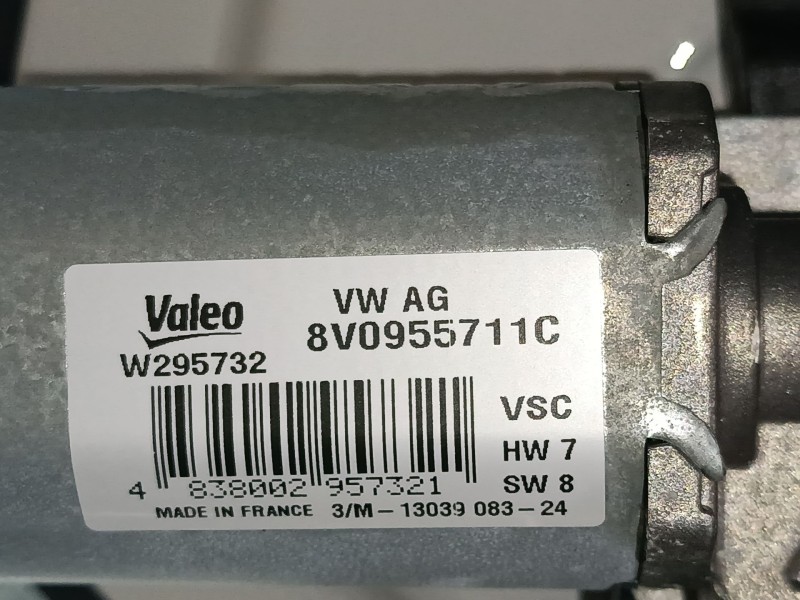 Valeo
VW AG
W295732
8V0955711C
VSC
HW 7
4 838002 957321
SW 8
MADE IN FRANCE 3/M-13039 083-24